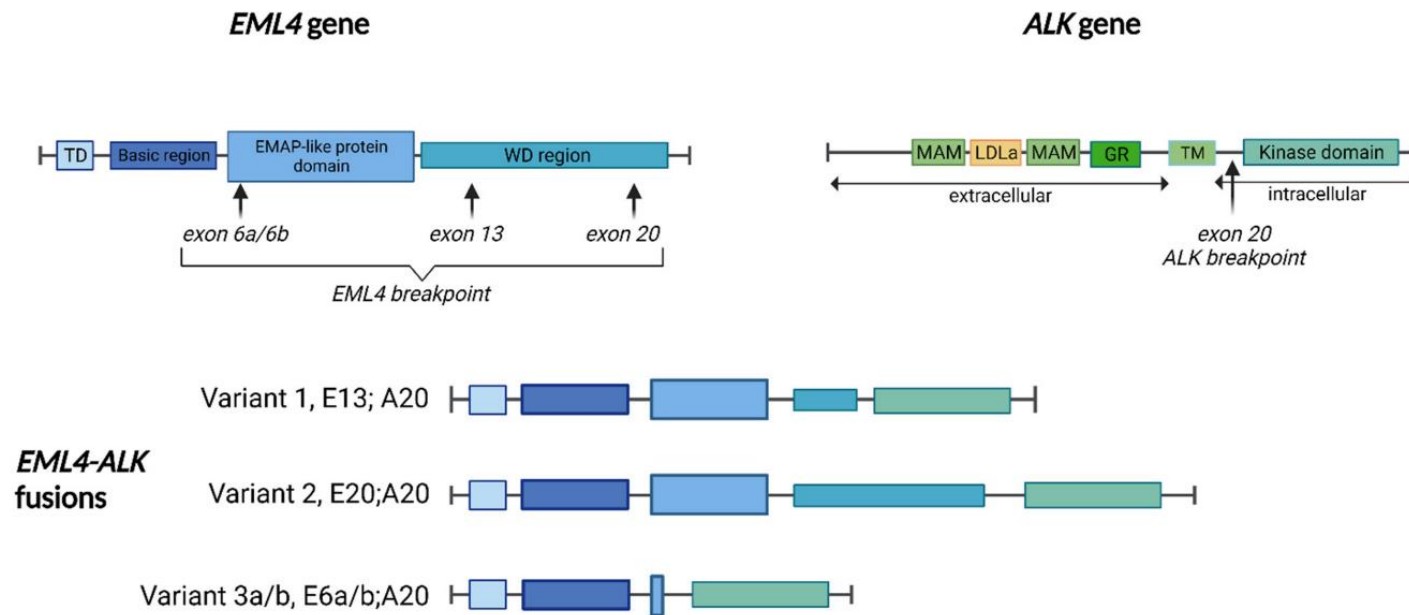 EML4 gene
ALK gene
TD
Basic region
EMAP-like protein
domain
WD region
MAM
LDLa
MAM
GR
TM
Kinase domain
extracellular
intracellular
exon 6a/6b
exon 13
exon 20
EML4 breakpoint
exon 20
ALK breakpoint
Variant 1, E13; A20
EML4-ALK
fusions
Variant 2, E20;A20
Variant 3a/b, E6a/b;A20